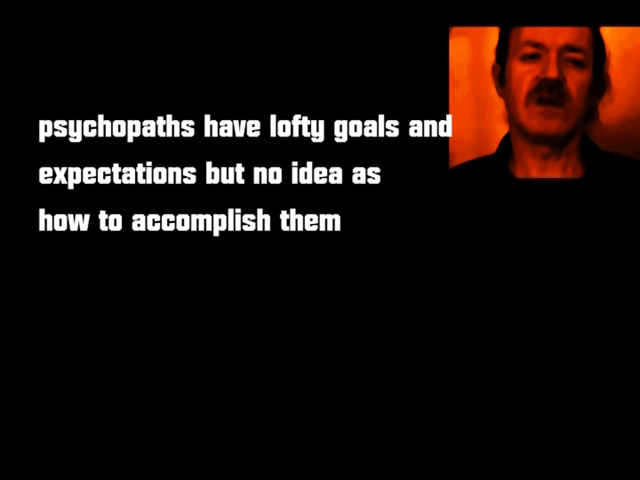 psychopaths have lofty goals and
expectations but no idea as
how to accomplish them